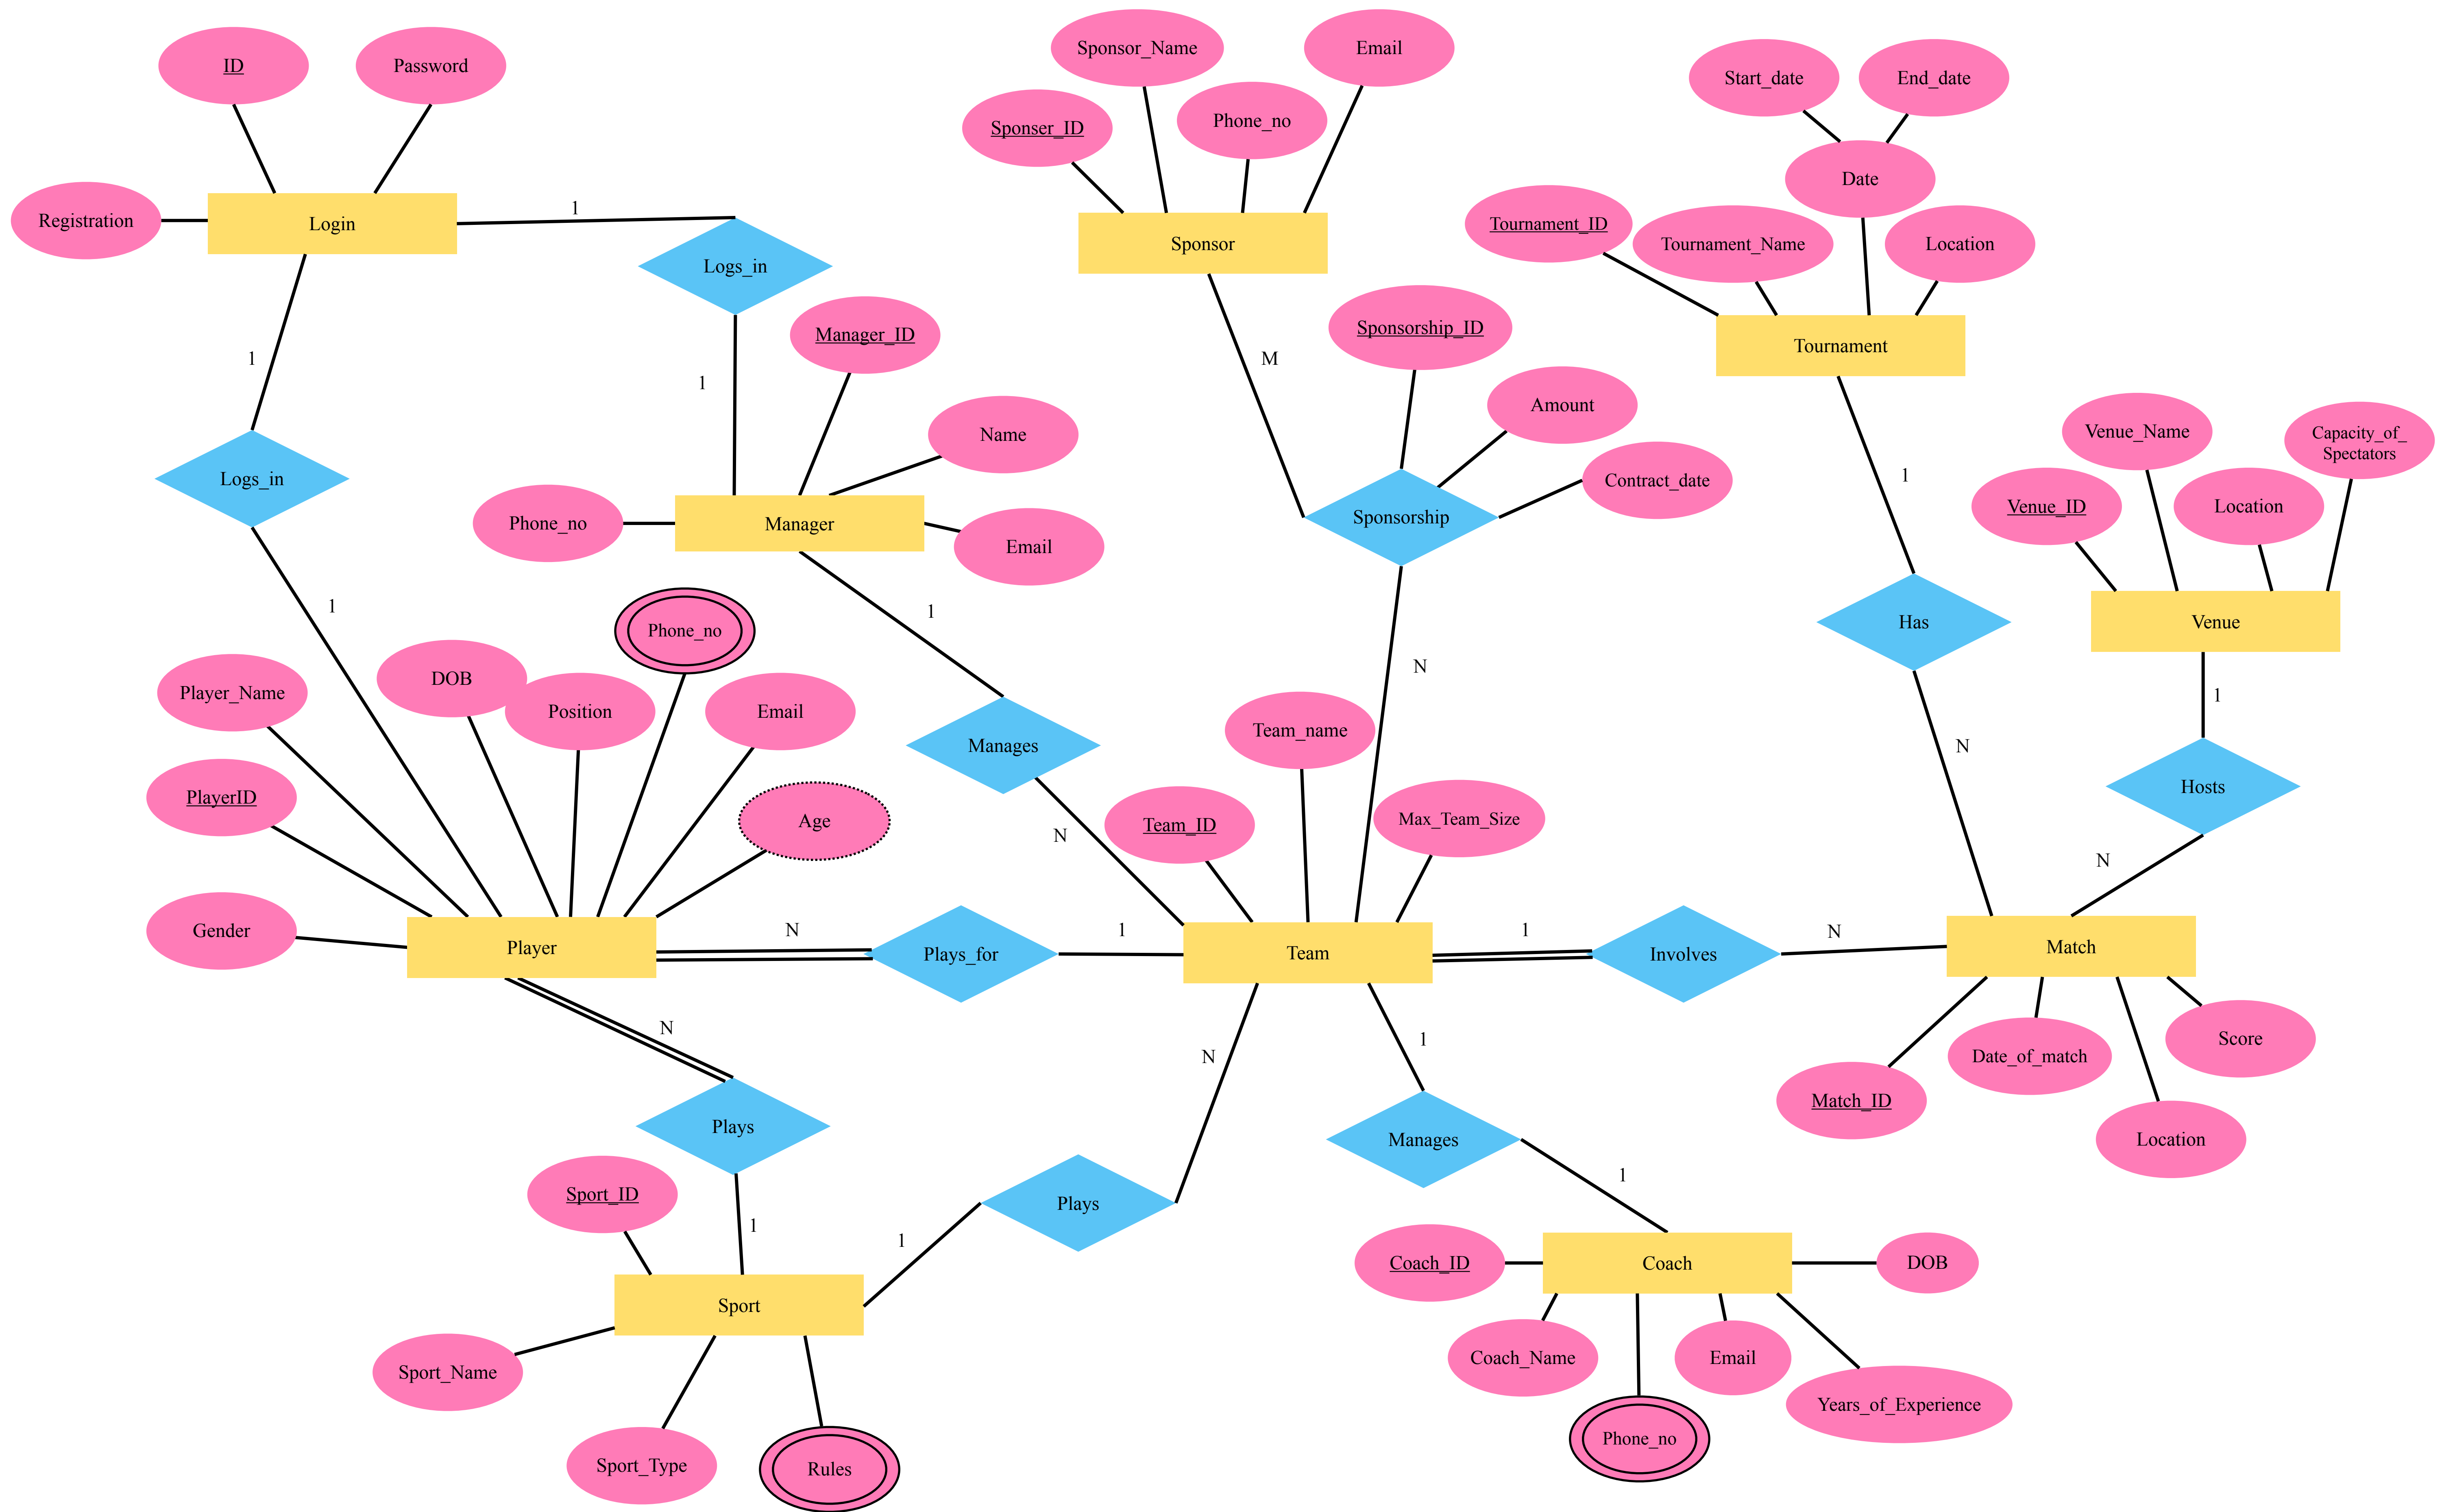 ID
Password
Registration
Login
1
Logs_in
1
Logs_in
1
1
Manager_ID
Name
Phone_no
Manager
Email
Sponsor_Name
Email
Sponser_ID
Phone_no
Sponsor
M
Sponsorship_ID
Amount
Contract_date
Sponsorship
N
Start_date
End_date
Date
Tournament_ID
Tournament_Name
Location
Tournament
1
Has
N
Venue_Name
Capacity_of_
Spectators
Venue_ID
Location
Venue
1
Hosts
N
1
Manages
N
Phone_no
Player_Name
DOB
Position
Email
PlayerID
Age
Gender
Player
N
Plays_for
1
Team_name
Team_ID
Max_Team_Size
Team
1
Involves
N
Match
Score
Date_of_match
Match_ID
Location
N
Plays
1
Sport_ID
Sport
Sport_Name
Sport_Type
Rules
N
Plays
1
1
Manages
1
Coach_ID
Coach
DOB
Coach_Name
Email
Years_of_Experience
Phone_no